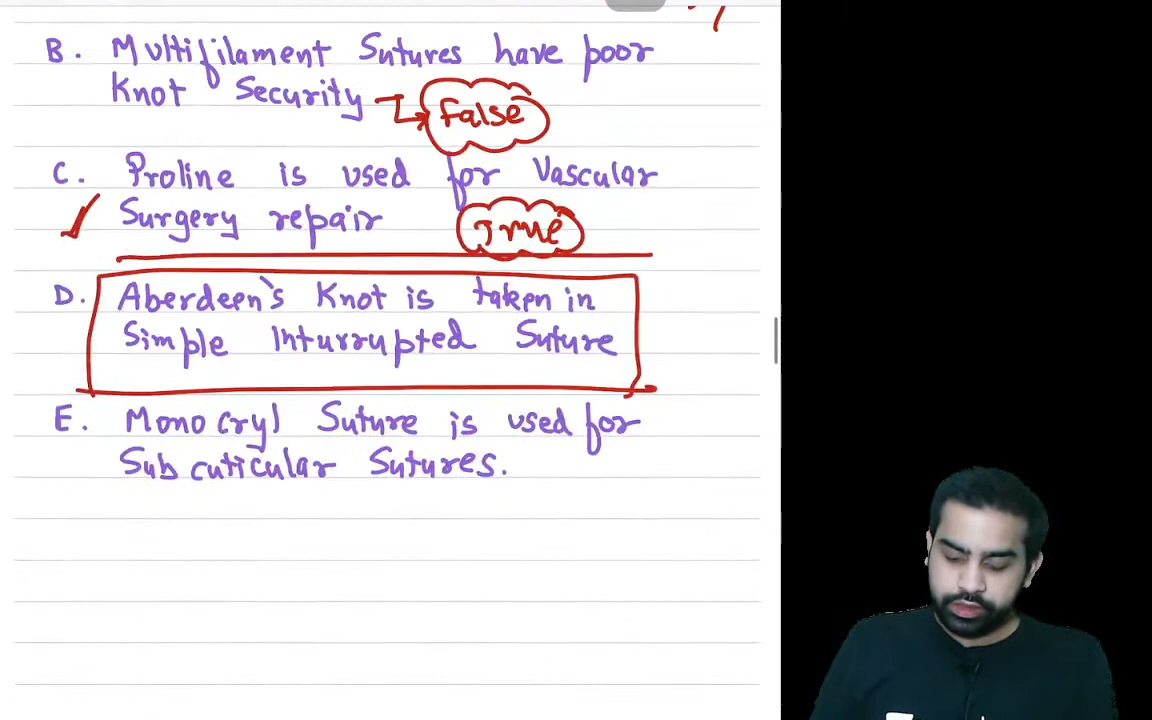 B. Multifilament Sutures have poor
Knot Security False
C. Proline is used for Vascular
Surgery repair True
D. Aberdeen's Knot is taken in
Simple Inturrupted Suture
E. Monocryl Suture is used for
Subcuticular Sutures.